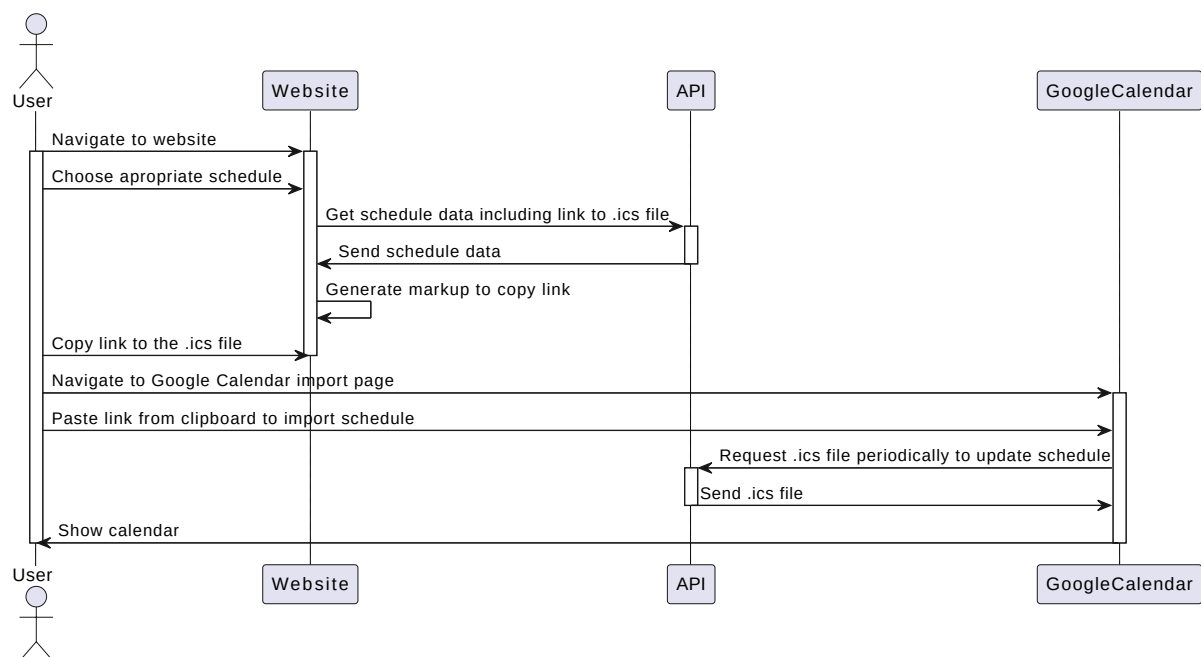 User
Website
API
GoogleCalendar
Navigate to website
Choose apropriate schedule
Get schedule data including link to .ics file
Send schedule data
Generate markup to copy link
Copy link to the .ics file
Navigate to Google Calendar import page
Paste link from clipboard to import schedule
Request .ics file periodically to update schedule
Send .ics file
Show calendar
User
Website
API
GoogleCalendar